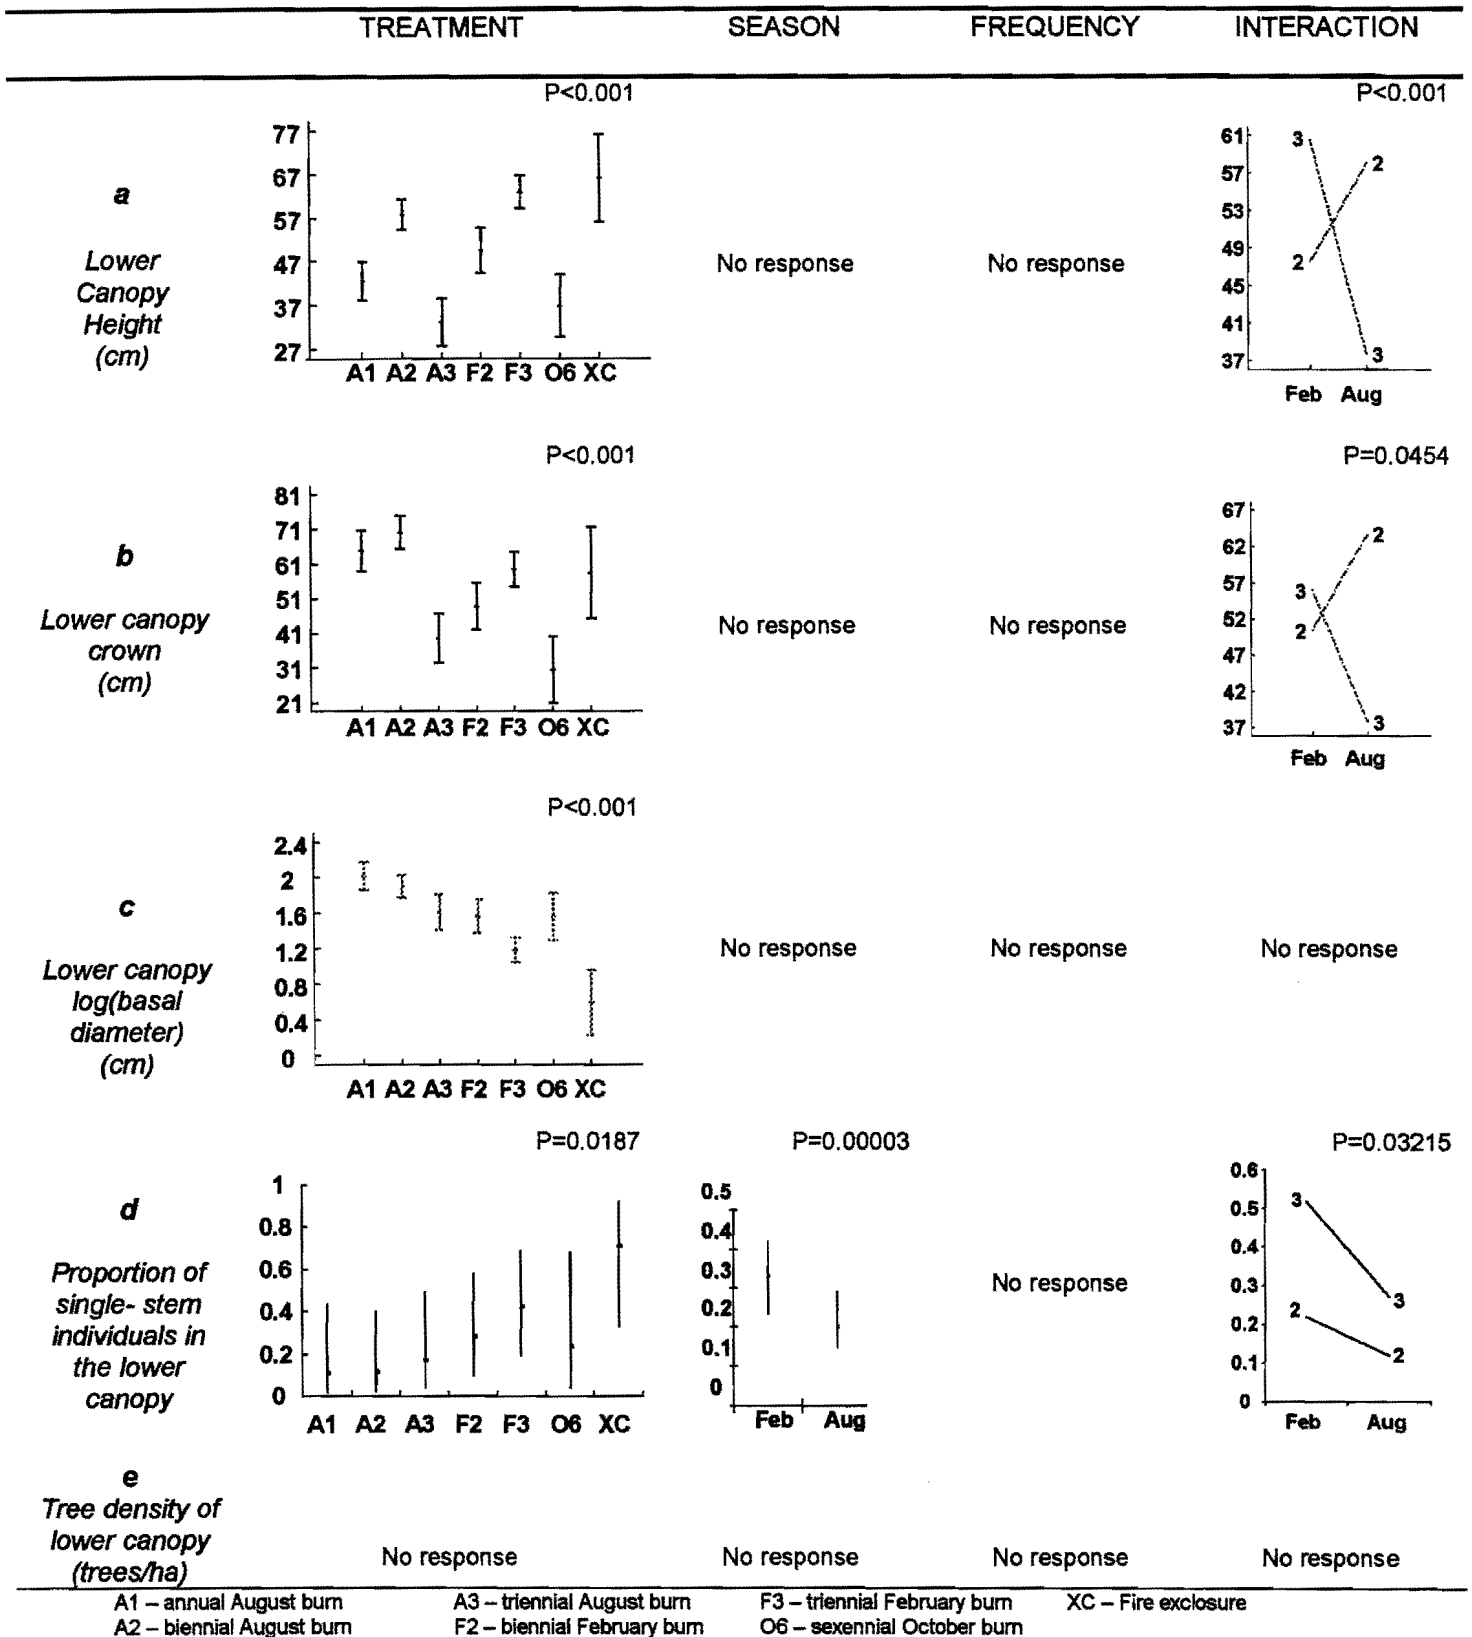 TREATMENT SEASON FREQUENCY INTERACTION
P<0.001 P<0.001
a
Lower
Canopy
Height
(cm)
77
67
57
47
37
27
A1 A2 A3 F2 F3 O6 XC
No response
No response
61
57
53
49
45
41
37
3
2
2
3
Feb Aug
P<0.001 P=0.0454
b
Lower canopy
crown
(cm)
81
71
61
51
41
31
21
A1 A2 A3 F2 F3 O6 XC
No response
No response
67
62
57
52
47
42
37
3
2
2
3
Feb Aug
P<0.001
c
Lower canopy
log(basal
diameter)
(cm)
2.4
2
1.6
1.2
0.8
0.4
0
A1 A2 A3 F2 F3 O6 XC
No response
No response
No response
P=0.0187 P=0.00003 P=0.03215
d
Proportion of
single- stem
individuals in
the lower
canopy
1
0.8
0.6
0.4
0.2
0
A1 A2 A3 F2 F3 O6 XC
0.5
0.4
0.3
0.2
0.1
0
Feb Aug
No response
0.6
0.5
0.4
0.3
0.2
0.1
0
3
2
3
2
Feb Aug
e
Tree density of
lower canopy
(trees/ha)
No response No response No response No response
A1 – annual August burn A3 – triennial August burn F3 – triennial February burn XC – Fire exclosure
A2 – biennial August burn F2 – biennial February burn O6 – sexennial October burn